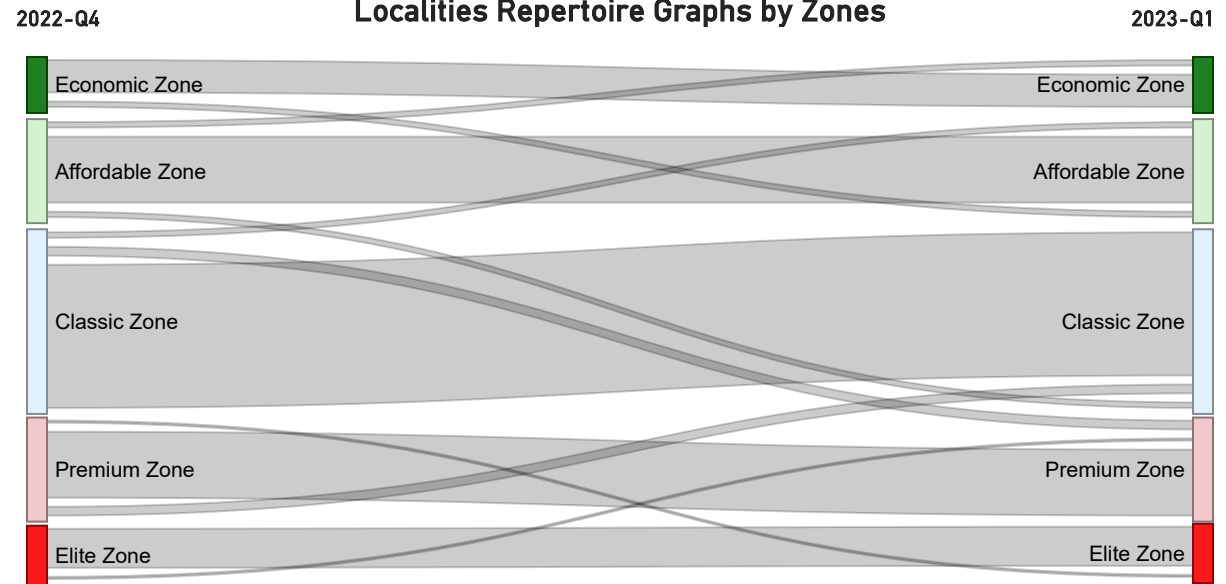 Localities Repertoire Graphs by Zones
2022-Q4
2023-Q1
Economic Zone
Economic Zone
Affordable Zone
Affordable Zone
Classic Zone
Classic Zone
Premium Zone
Premium Zone
Elite Zone
Elite Zone